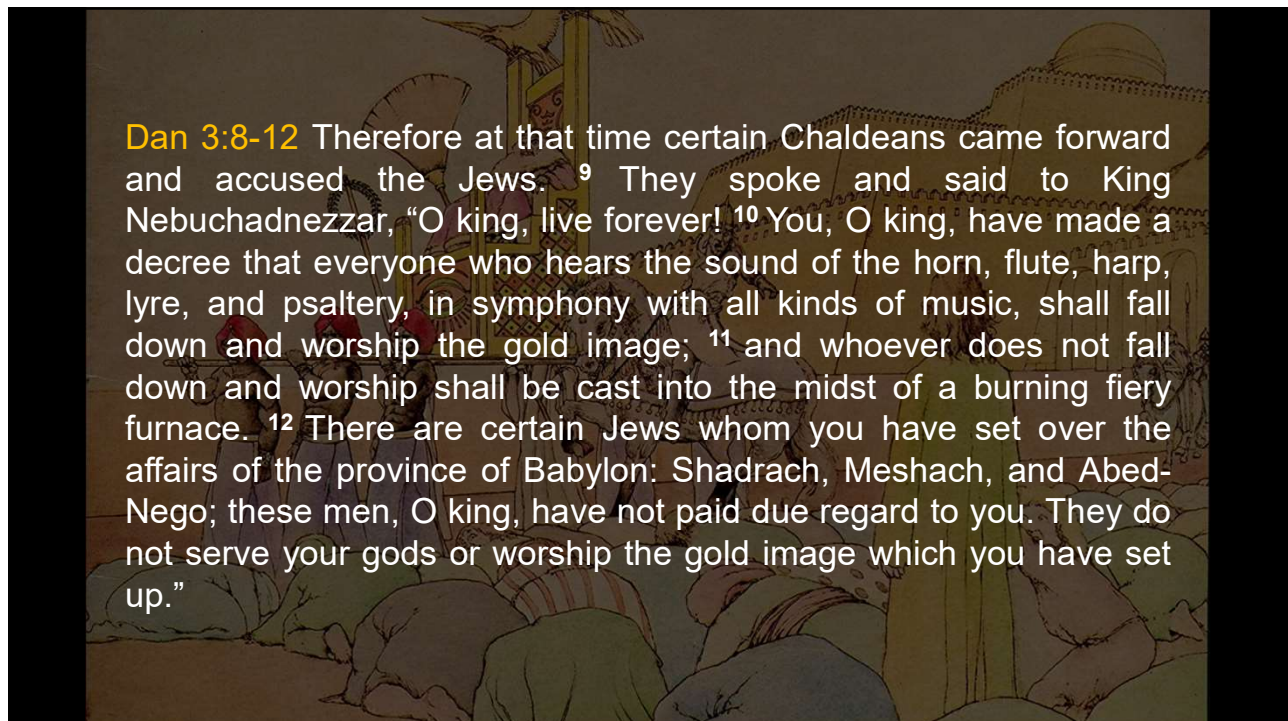 Dan 3:8-12 Therefore at that time certain Chaldeans came forward
and accused the Jews. 9 They spoke and said to King
Nebuchadnezzar, “O king, live forever! 10 You, O king, have made a
decree that everyone who hears the sound of the horn, flute, harp,
lyre, and psaltery, in symphony with all kinds of music, shall fall
down and worship the gold image; 11 and whoever does not fall
down and worship shall be cast into the midst of a burning fiery
furnace. 12 There are certain Jews whom you have set over the
affairs of the province of Babylon: Shadrach, Meshach, and Abed-
Nego; these men, O king, have not paid due regard to you. They do
not serve your gods or worship the gold image which you have set
up.”